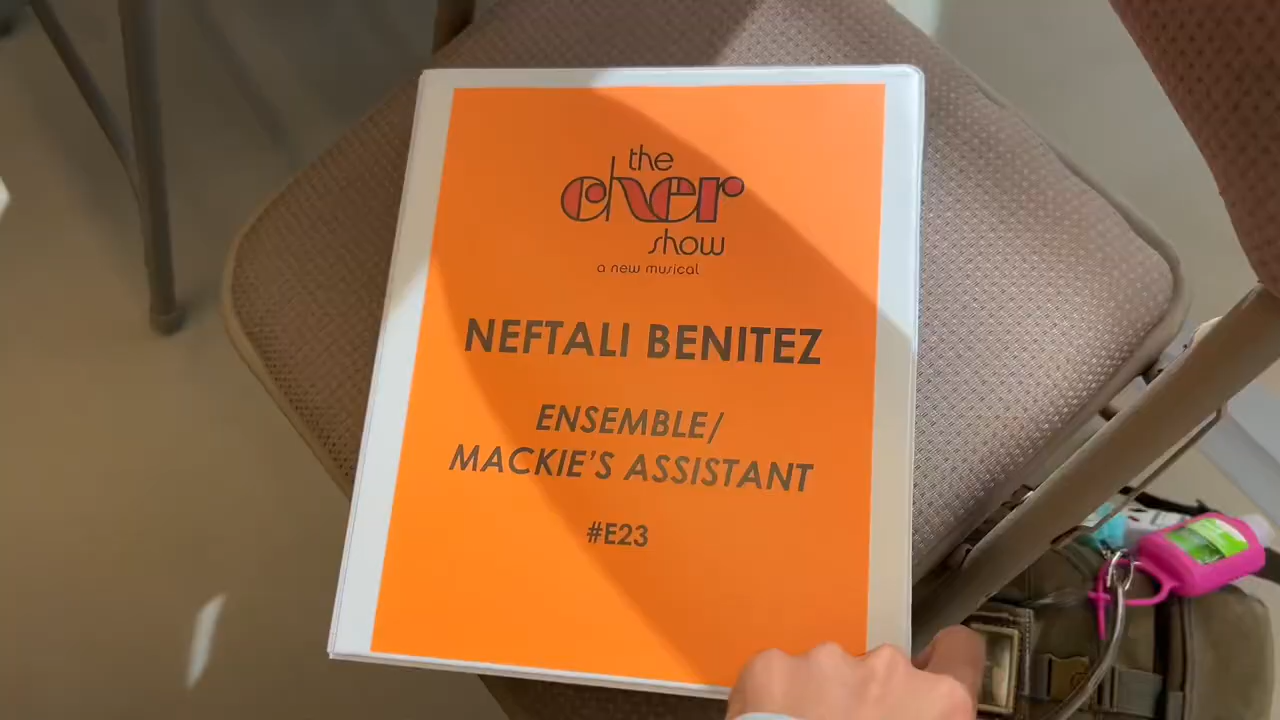 the
cher
show
a new musical
NEFTALI BENITEZ
ENSEMBLE/
MACKIE'S ASSISTANT
#E23